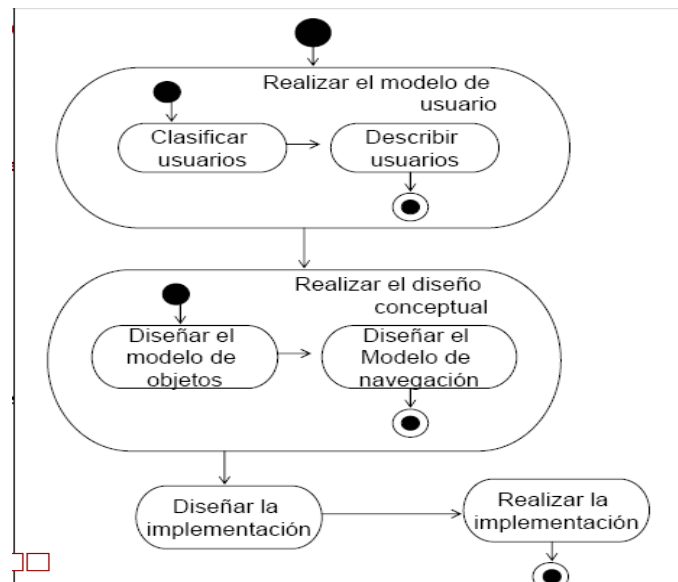 Realizar el modelo de
usuario
Clasificar
usuarios
Describir
usuarios
Realizar el diseño
conceptual
Diseñar el
modelo de
objetos
Diseñar el
Modelo de
navegación
Diseñar la
implementación
Realizar la
implementación